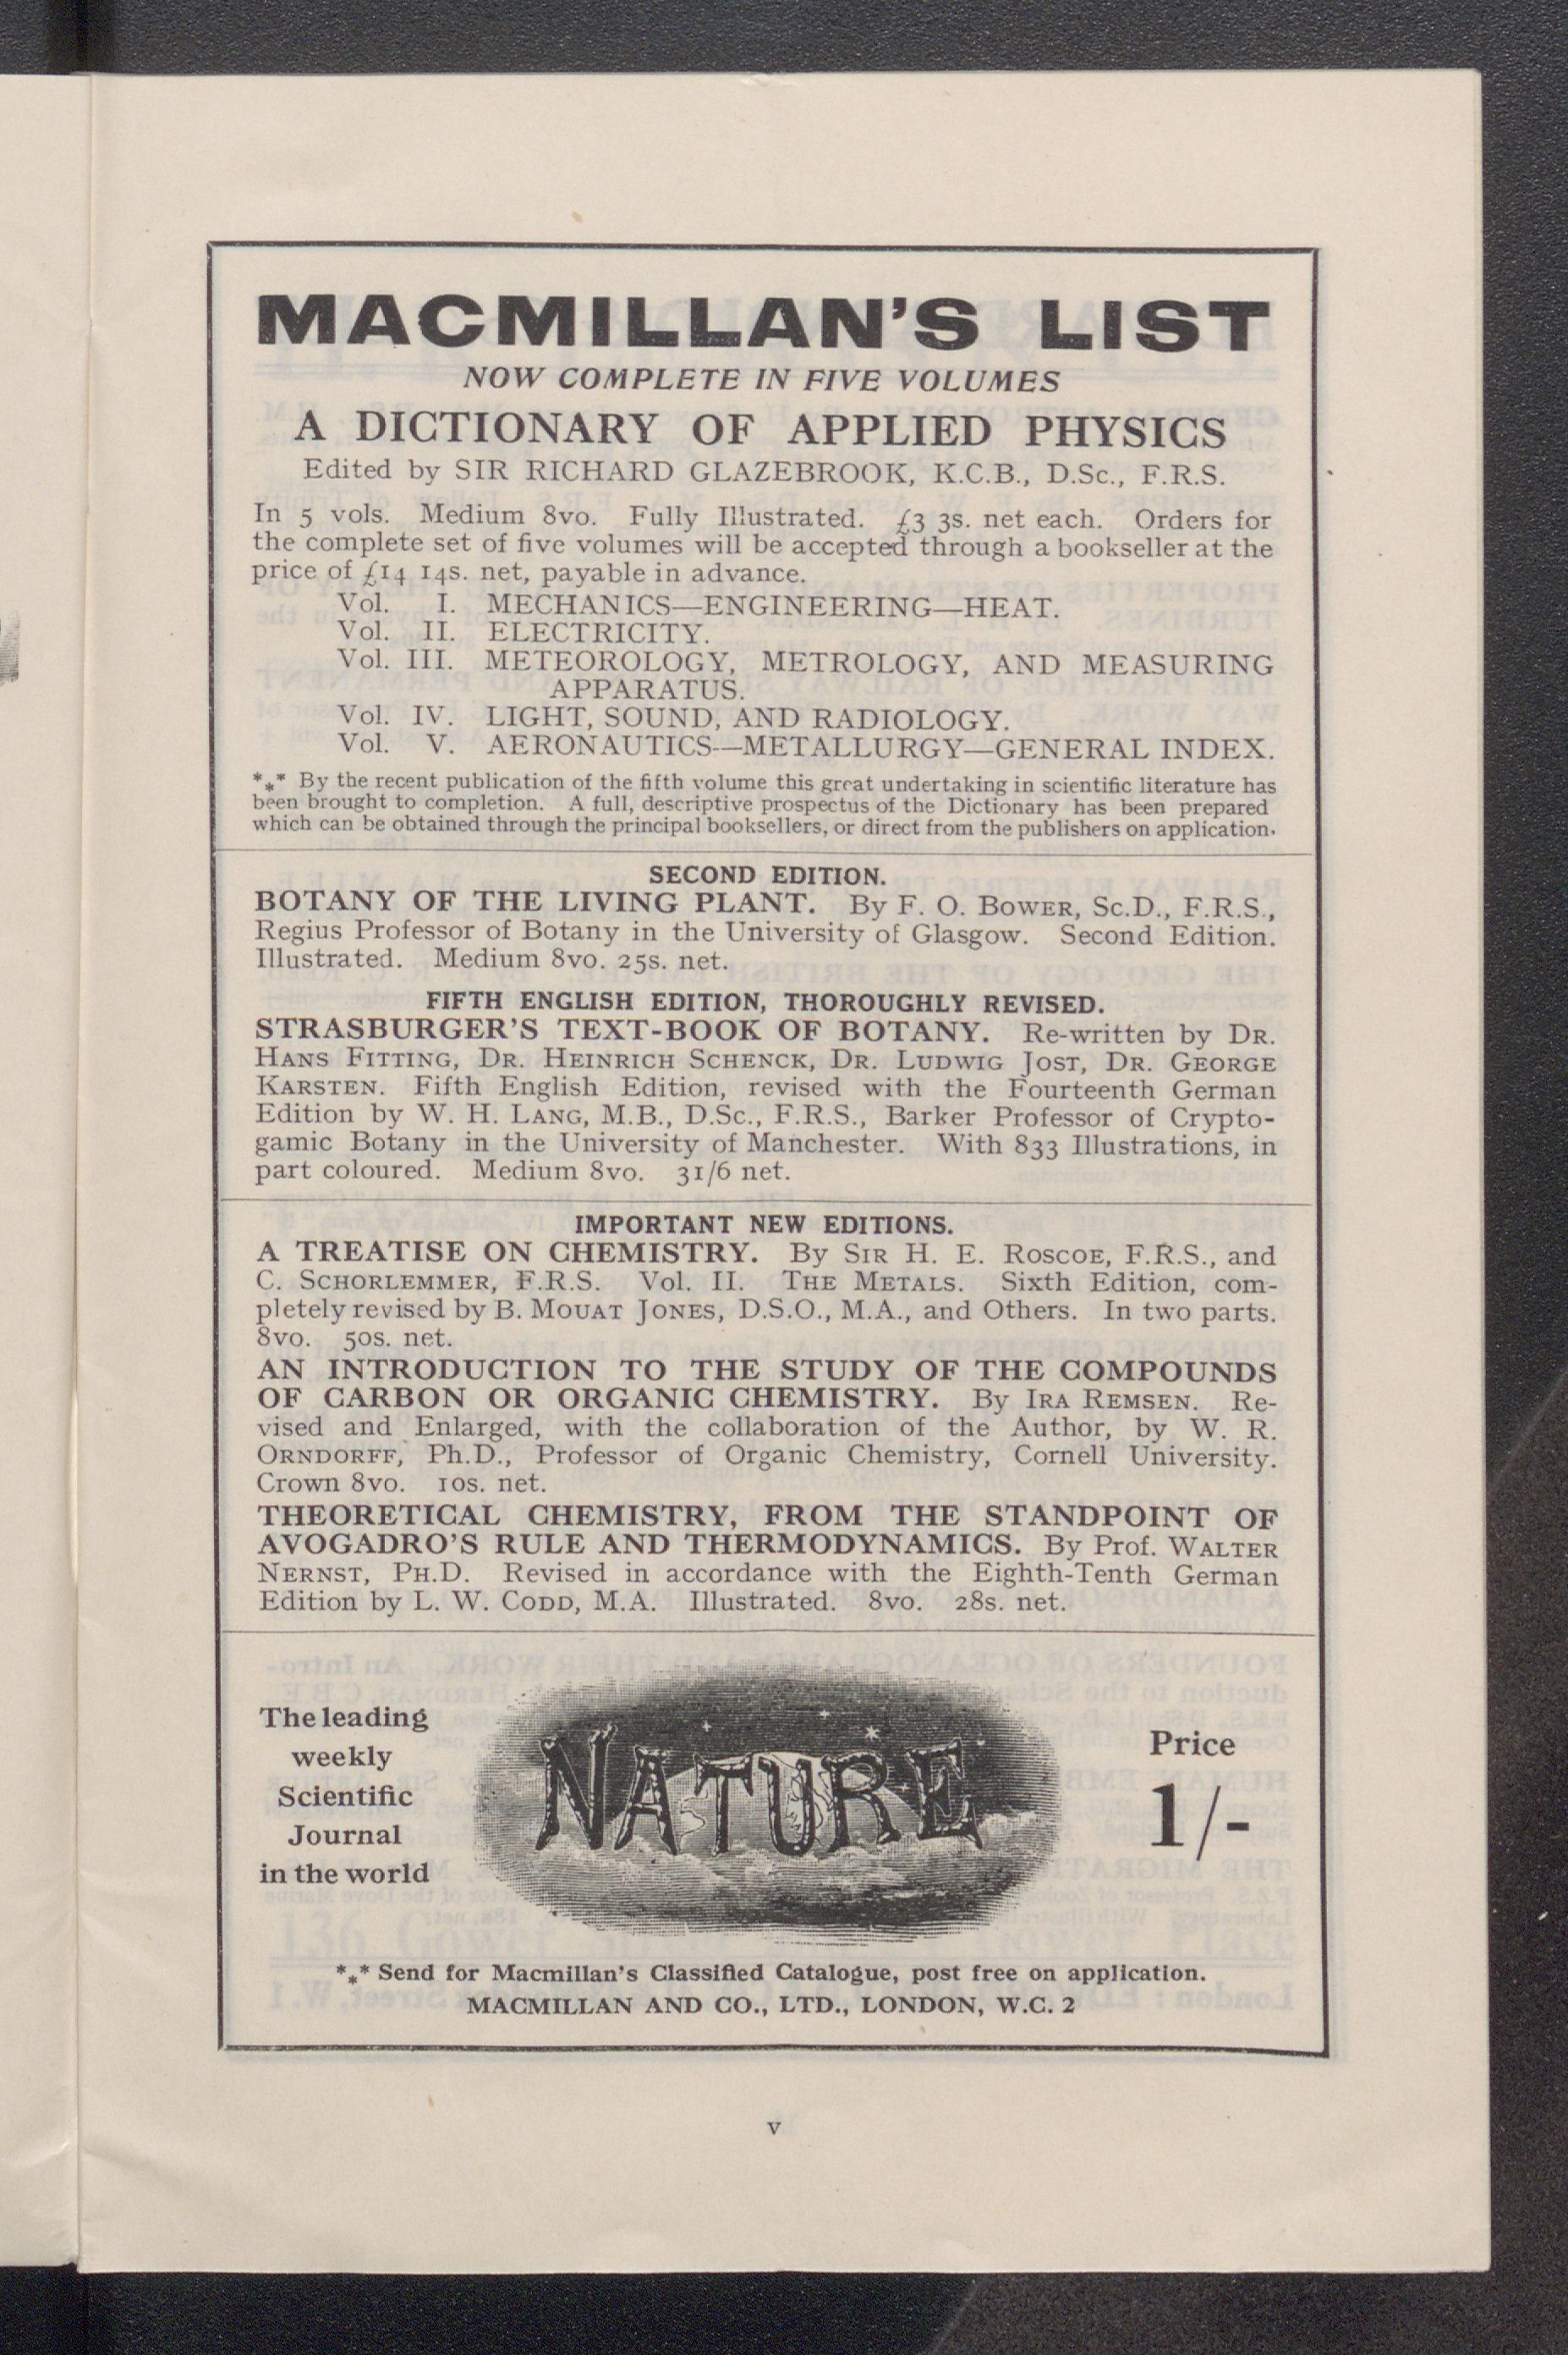 MACMILLAN'S LIST
NOW COMPLETE IN FIVE VOLUMES
A DICTIONARY OF APPLIED PHYSICS
Edited by SIR RICHARD GLAZEBROOK, K.C.B., D.Sc., F.R.S.
In 5 vols. Medium 8vo. Fully Illustrated. £3 3s. net each. Orders for
the complete set of five volumes will be accepted through a bookseller at the
price of £14 14s. net, payable in advance.
Vol. I. MECHANICS—ENGINEERING—HEAT.
Vol. II. ELECTRICITY.
Vol. III. METEOROLOGY, METROLOGY, AND MEASURING
APPARATUS.
Vol. IV. LIGHT, SOUND, AND RADIOLOGY.
Vol. V. AERONAUTICS—METALLURGY—GENERAL INDEX.
*** By the recent publication of the fifth volume this great undertaking in scientific literature has
been brought to completion. A full, descriptive prospectus of the Dictionary has been prepared
which can be obtained through the principal booksellers, or direct from the publishers on application.
SECOND EDITION.
BOTANY OF THE LIVING PLANT. By F. O. BOWER, Sc.D., F.R.S.,
Regius Professor of Botany in the University of Glasgow. Second Edition.
Illustrated. Medium 8vo. 25s. net.
FIFTH ENGLISH EDITION, THOROUGHLY REVISED.
STRASBURGER'S TEXT-BOOK OF BOTANY. Re-written by DR.
HANS FITTING, DR. HEINRICH SCHENCK, DR. LUDWIG JOST, DR. GEORGE
KARSTEN. Fifth English Edition, revised with the Fourteenth German
Edition by W. H. LANG, M.B., D.Sc., F.R.S., Barker Professor of Crypto-
gamic Botany in the University of Manchester. With 833 Illustrations, in
part coloured. Medium 8vo. 31/6 net.
IMPORTANT NEW EDITIONS.
A TREATISE ON CHEMISTRY. By SIR H. E. ROSCOE, F.R.S., and
C. SCHORLEMMER, F.R.S. Vol. II. THE METALS. Sixth Edition, com-
pletely revised by B. MOUAT JONES, D.S.O., M.A., and Others. In two parts.
8vo. 50s. net.
AN INTRODUCTION TO THE STUDY OF THE COMPOUNDS
OF CARBON OR ORGANIC CHEMISTRY. By IRA REMSEN. Re-
vised and Enlarged, with the collaboration of the Author, by W. R.
ORNDORFF, Ph.D., Professor of Organic Chemistry, Cornell University.
Crown 8vo. 10s. net.
THEORETICAL CHEMISTRY, FROM THE STANDPOINT OF
AVOGADRO'S RULE AND THERMODYNAMICS. By Prof. WALTER
NERNST, PH.D. Revised in accordance with the Eighth-Tenth German
Edition by L. W. CODD, M.A. Illustrated. 8vo. 28s. net.
The leading
weekly
Scientific
Journal
in the world
NATURE
Price
1/-
*** Send for Macmillan's Classified Catalogue, post free on application.
MACMILLAN AND CO., LTD., LONDON, W.C. 2
v